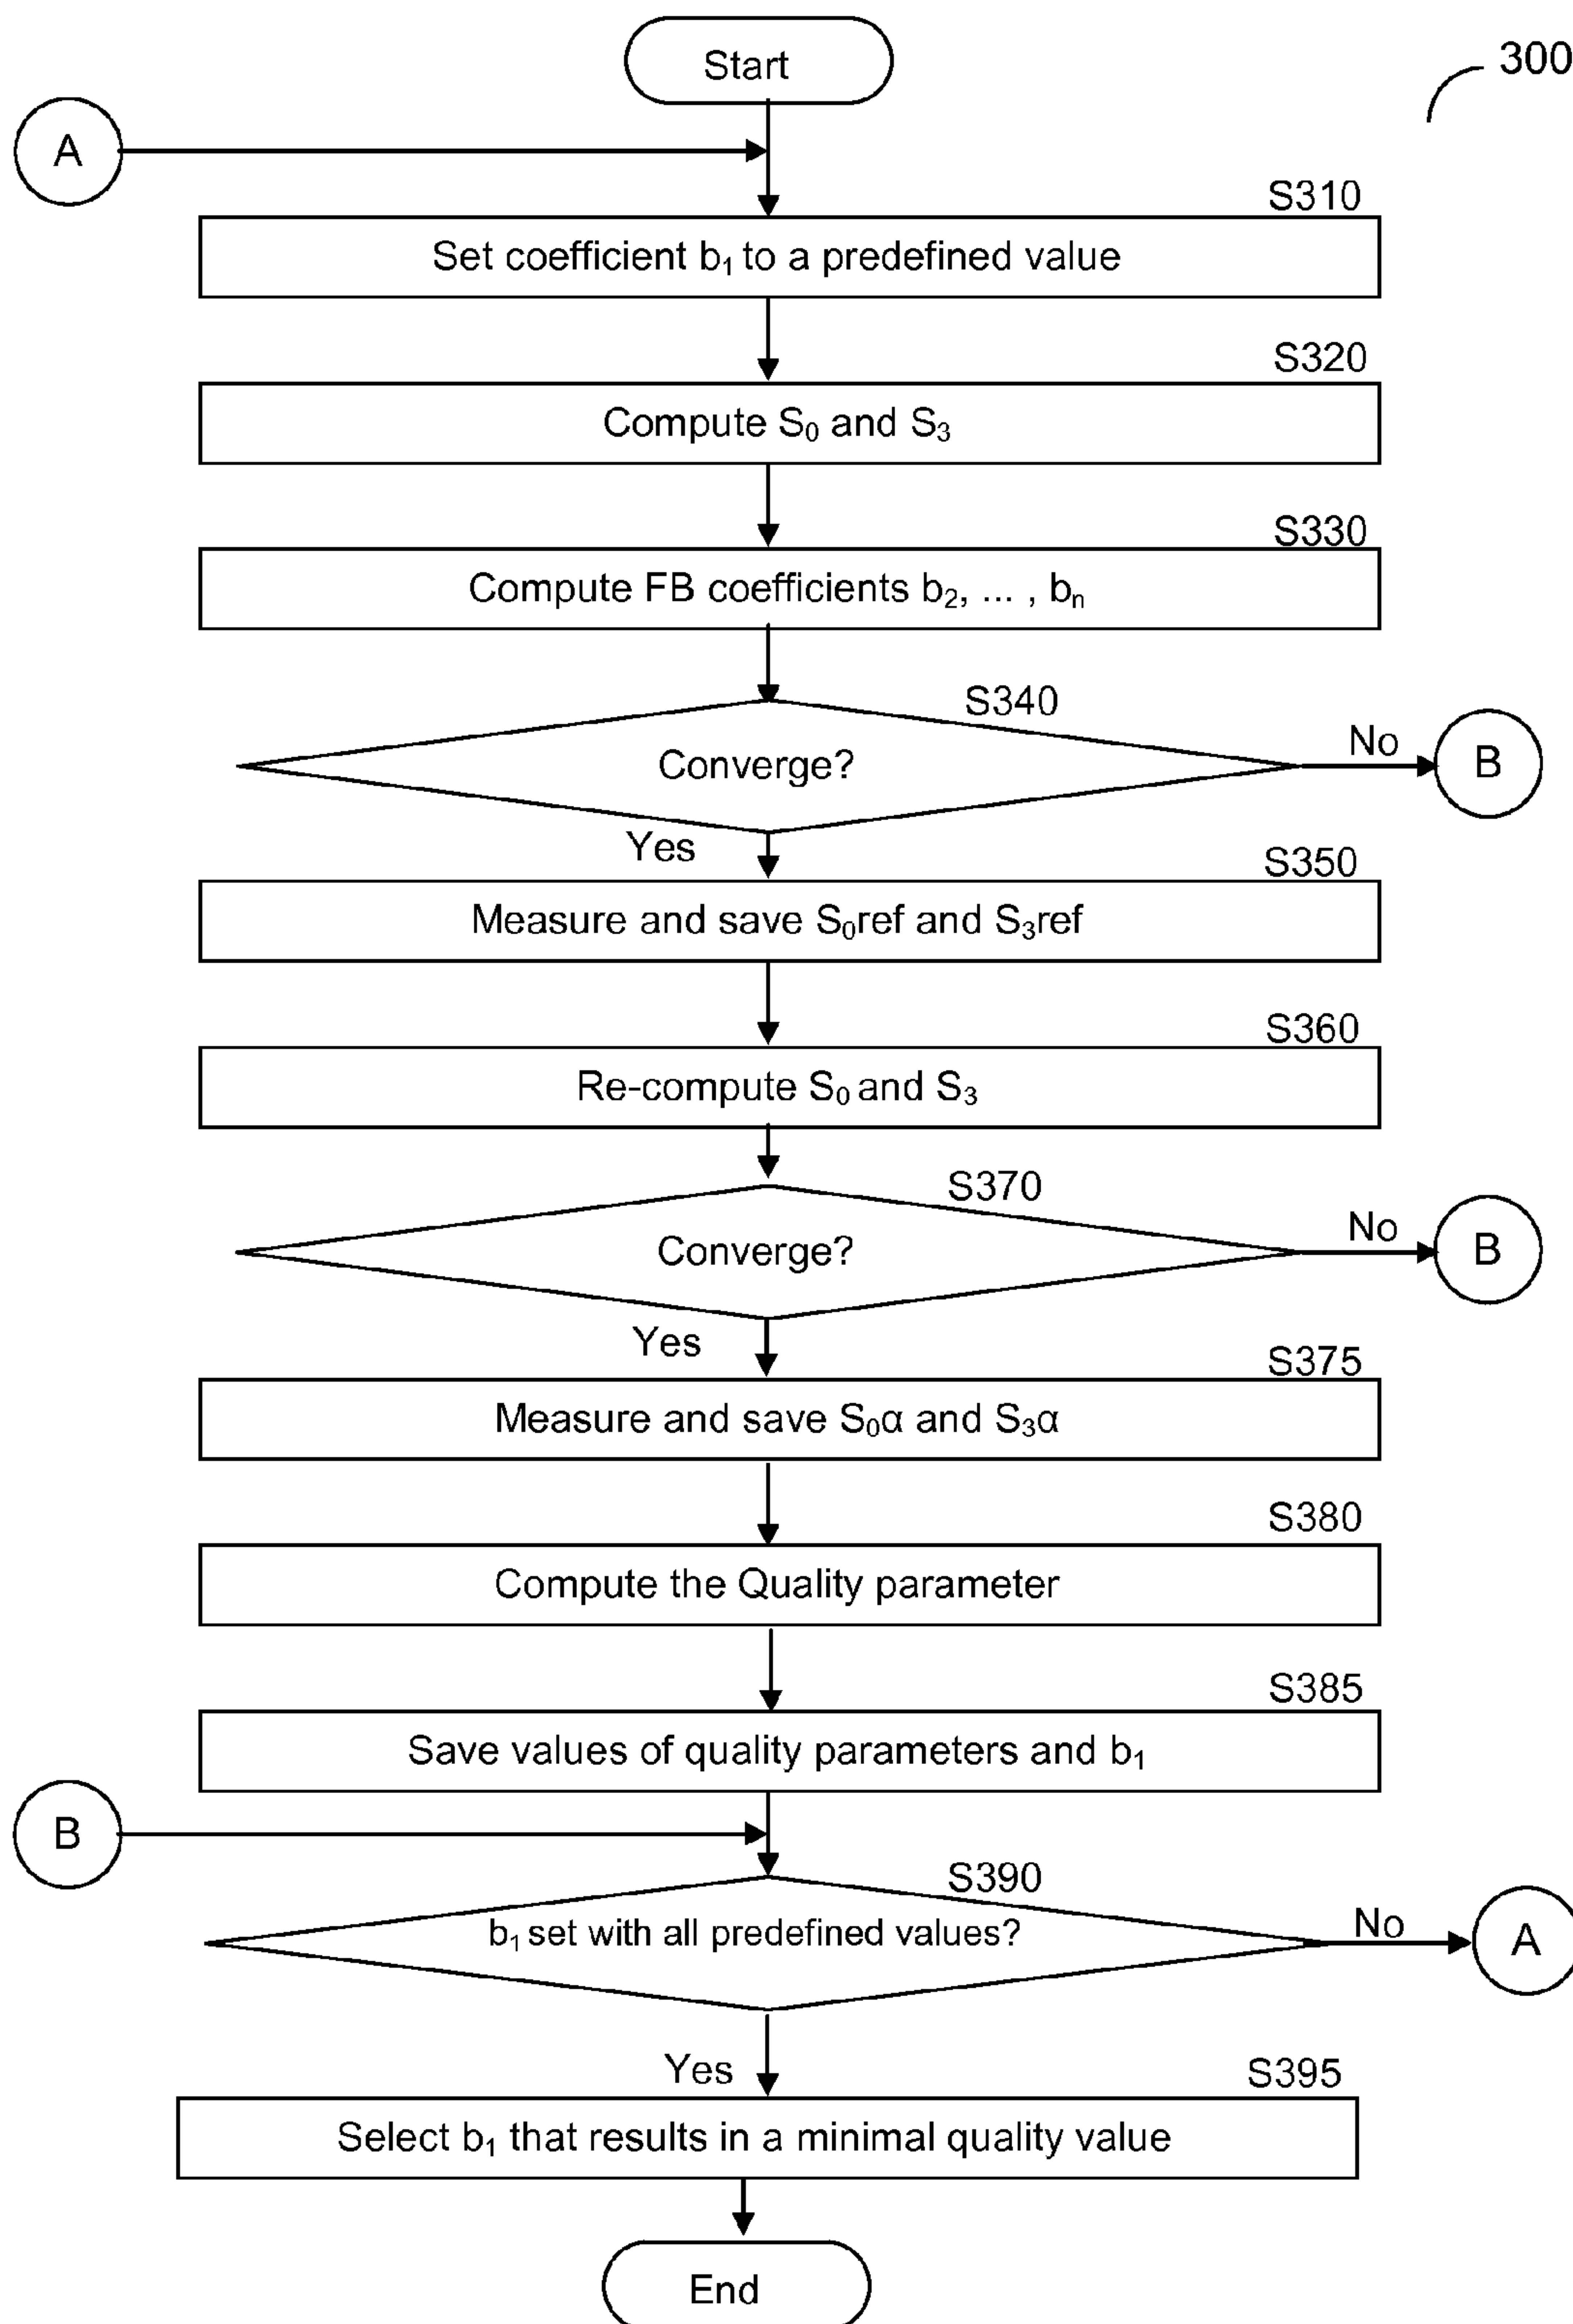 Start
300
A
S310
Set coefficient b₁ to a predefined value
S320
Compute S₀ and S₃
S330
Compute FB coefficients b₂, ... , bₙ
S340
Converge?
No
B
Yes
S350
Measure and save S₀ref and S₃ref
S360
Re-compute S₀ and S₃
S370
Converge?
No
B
Yes
S375
Measure and save S₀α and S₃α
S380
Compute the Quality parameter
S385
Save values of quality parameters and b₁
B
S390
b₁ set with all predefined values?
No
A
Yes
S395
Select b₁ that results in a minimal quality value
End